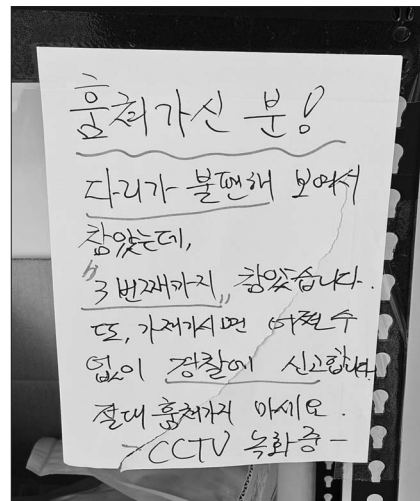 훔쳐가신 분!
다리가 불편해 보여서
참았는데,
"3번째까지" 참았습니다.
또, 가져가시면 어쩔 수
없이 경찰에 신고합니다.
절대 훔쳐가지 마세요.
- CCTV 녹화중 -